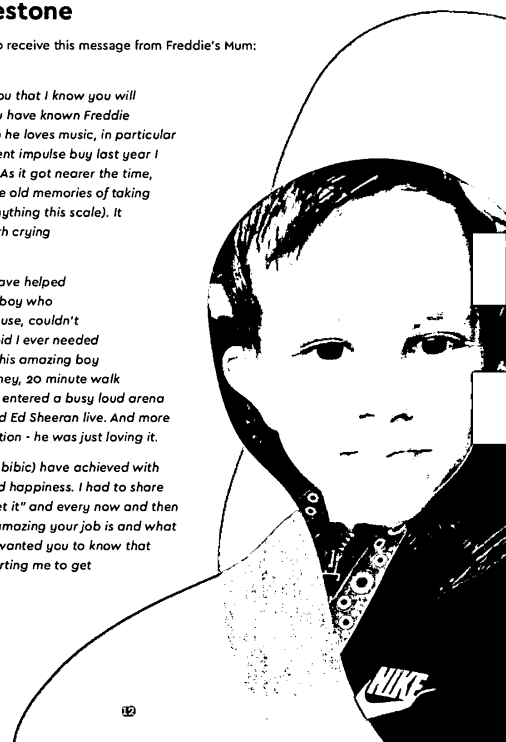 estone
receive this message from Freddie's Mum:
ou that I know you will
have known Freddie
he loves music, in particular
ent impulse buy last year I
As it got nearer the time,
e old memories of taking
ything this scale). It
th crying
ave helped
boy who
use, couldn't
id I ever needed
his amazing boy
ney, 20 minute walk
entered a busy loud arena
d Ed Sheeran live. And more
tion - he was just loving it.
bibic) have achieved with
d happiness. I had to share
et it" and every now and then
mazing your job is and what
wanted you to know that
rting me to get
NIKE
12